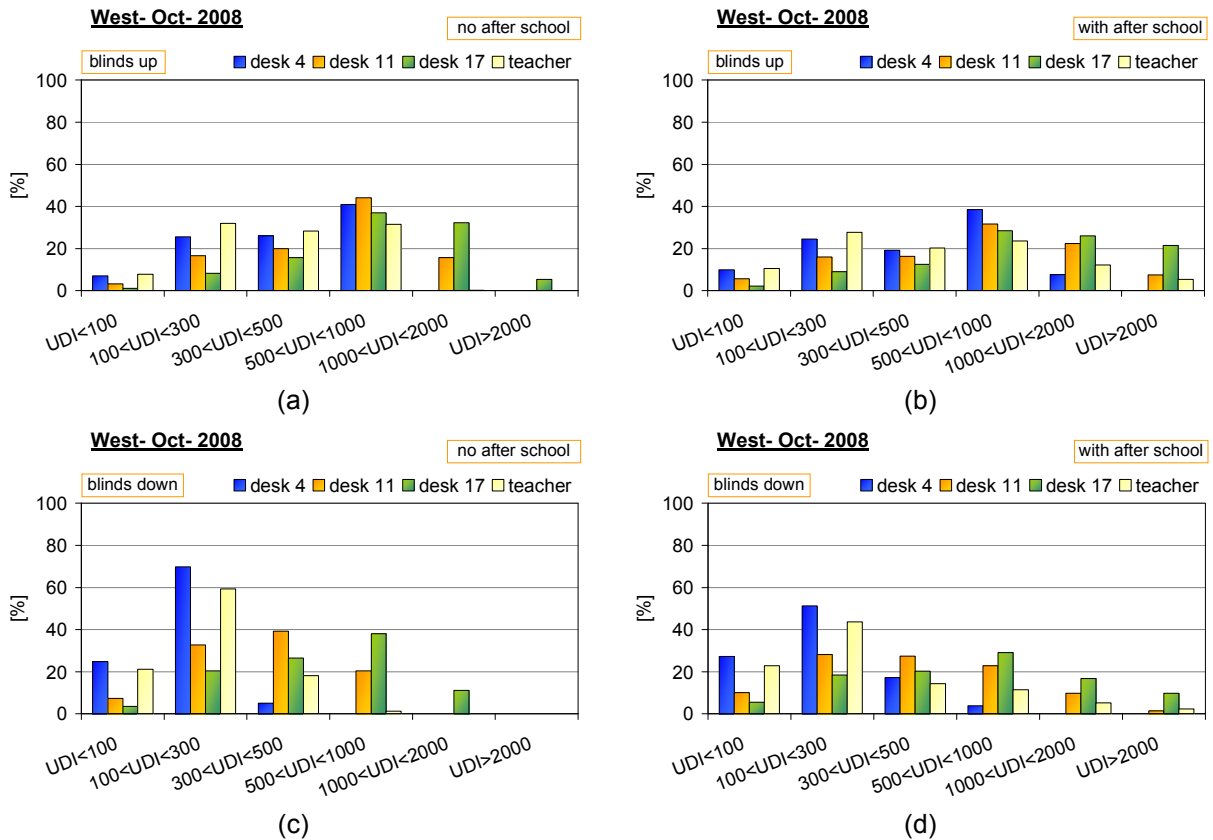 West- Oct- 2008
no after school
blinds up
desk 4 desk 11 desk 17 teacher
100
80
60
40
20
0
[%]
UDI<100
100<UDI<300
300<UDI<500
500<UDI<1000
1000<UDI<2000
UDI>2000
(a)
West- Oct- 2008
with after school
blinds up
desk 4 desk 11 desk 17 teacher
100
80
60
40
20
0
[%]
UDI<100
100<UDI<300
300<UDI<500
500<UDI<1000
1000<UDI<2000
UDI>2000
(b)
West- Oct- 2008
no after school
blinds down
desk 4 desk 11 desk 17 teacher
100
80
60
40
20
0
[%]
UDI<100
100<UDI<300
300<UDI<500
500<UDI<1000
1000<UDI<2000
UDI>2000
(c)
West- Oct- 2008
with after school
blinds down
desk 4 desk 11 desk 17 teacher
100
80
60
40
20
0
[%]
UDI<100
100<UDI<300
300<UDI<500
500<UDI<1000
1000<UDI<2000
UDI>2000
(d)